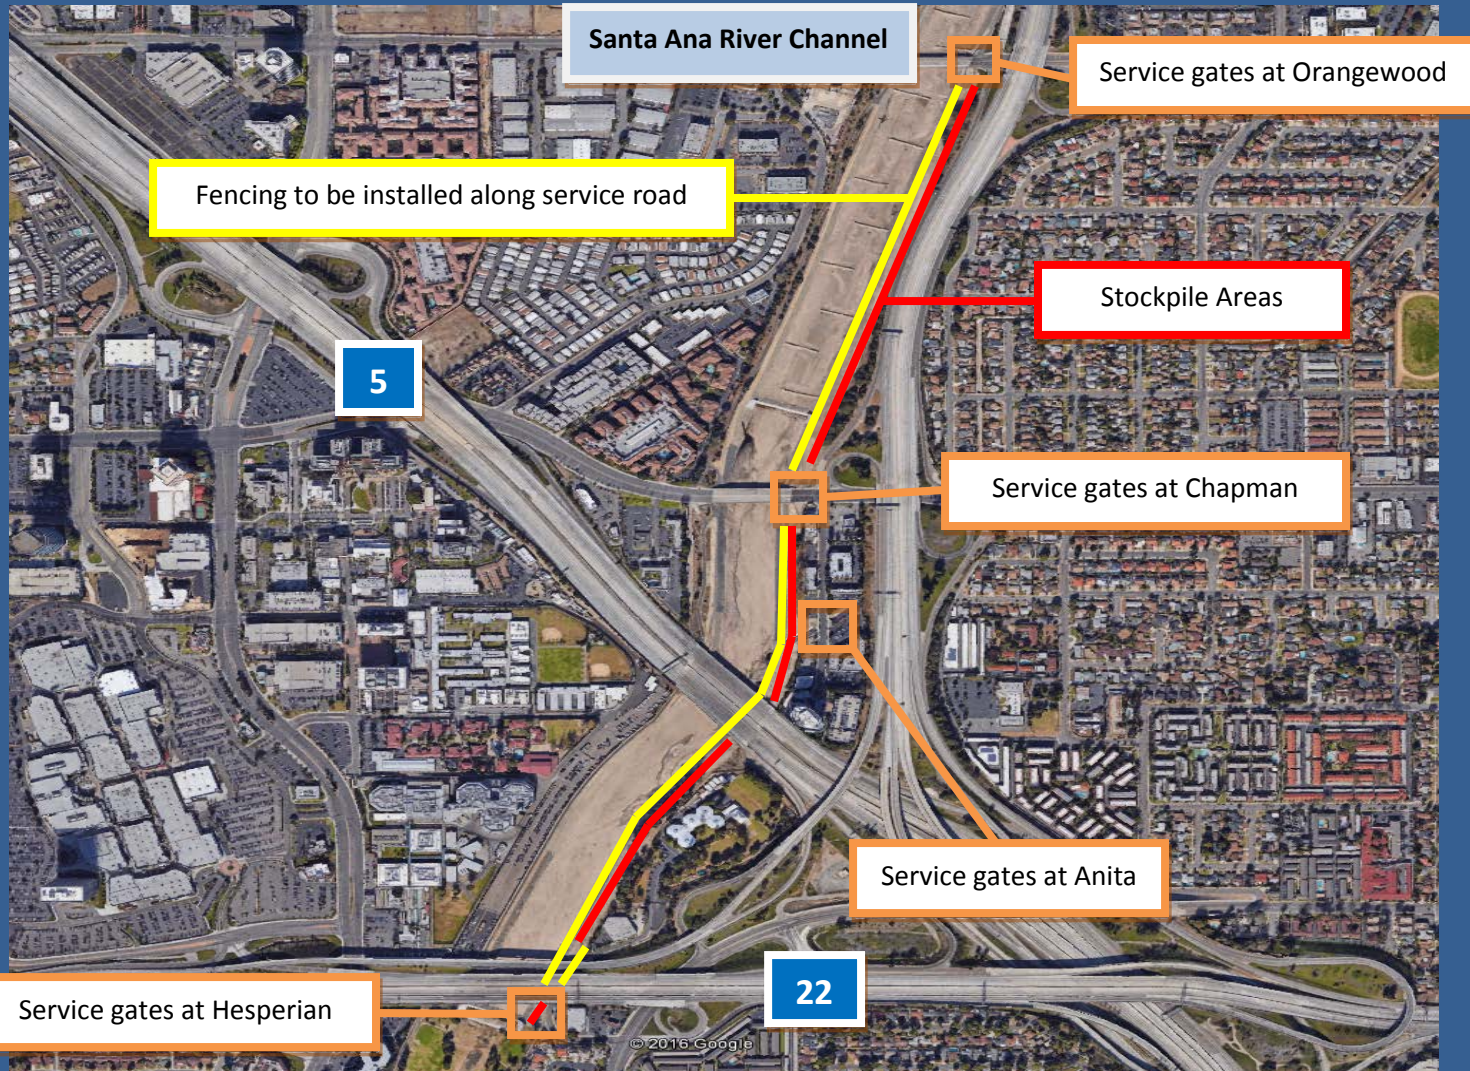 Santa Ana River Channel
Service gates at Orangewood
Fencing to be installed along service road
Stockpile Areas
5
Service gates at Chapman
Service gates at Anita
22
Service gates at Hesperian
© 2016 Google